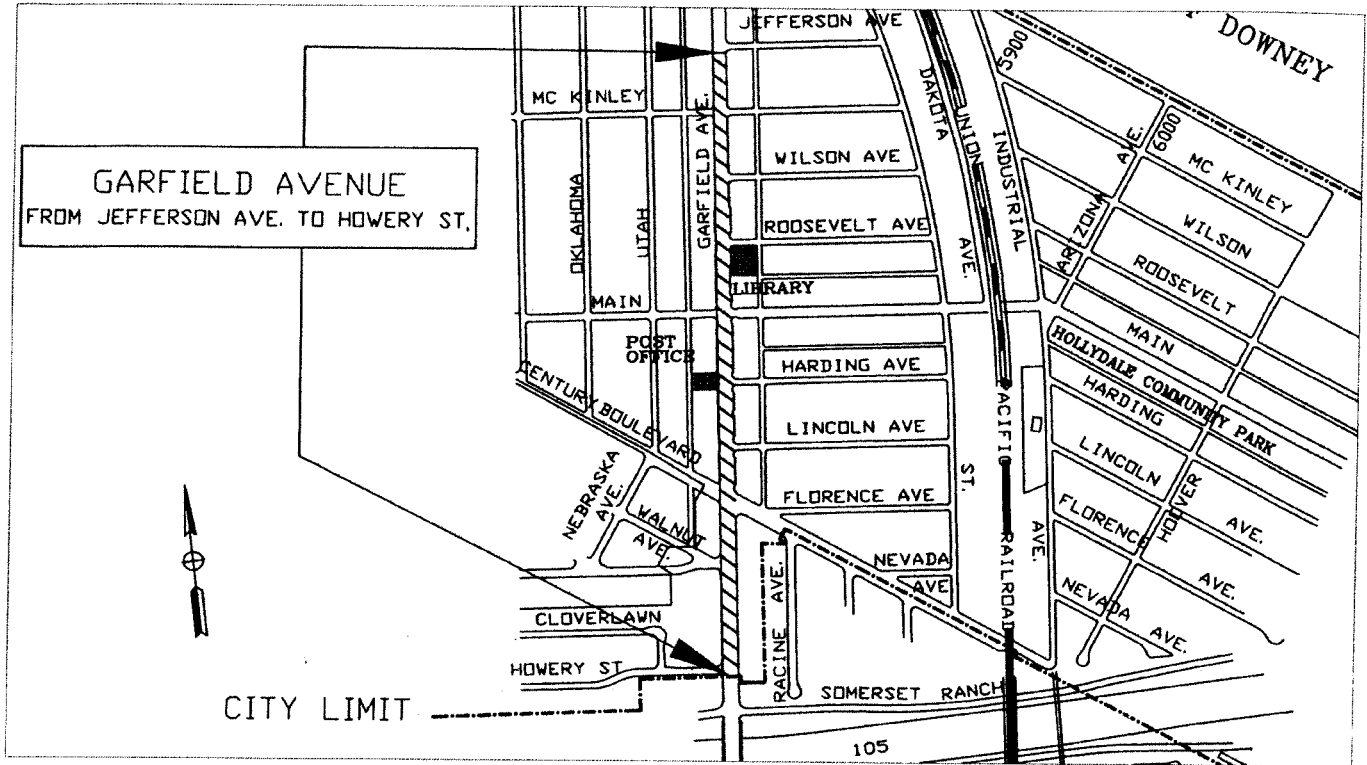 JEFFERSON AVE
DOWNEY
5900
MC KINLEY
GARFIELD AVE.
DAKOTA
UNION
INDUSTRIAL
AVE.
6000
MC KINLEY
WILSON AVE
GARFIELD AVENUE
FROM JEFFERSON AVE. TO HOWERY ST.
OKLAHOMA
UTAH
ROOSEVELT AVE
AVE.
ARIZONA
WILSON
ROOSEVELT
LIBRARY
MAIN
MAIN
POST
OFFICE
HARDING AVE
HOLLYDALE COMMUNITY PARK
HARDING
CENTURY BOULEVARD
LINCOLN AVE
PACIFIC
LINCOLN
NEBRASKA
AVE.
WALNUT
AVE.
FLORENCE AVE
ST.
FLORENCE
HOOVER
AVE.
RAILROAD
AVE.
NEVADA
AVE
NEVADA AVE.
AVE.
RACINE AVE.
CLOVERLAWN
HOWERY ST
SOMERSET RANCH
CITY LIMIT
105